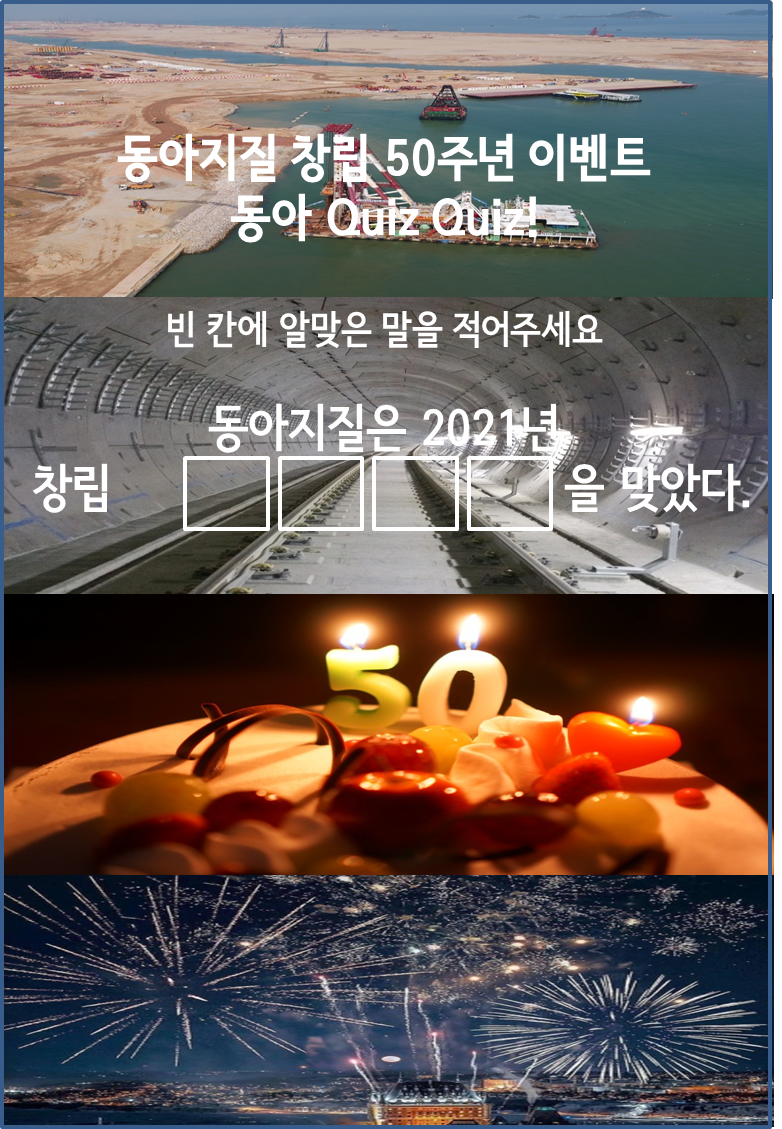 동아지질 창립 50주년 이벤트
동아 Quiz Quiz!
빈 칸에 알맞은 말을 적어주세요
동아지질은 2021년
창립 을 맞았다.
50